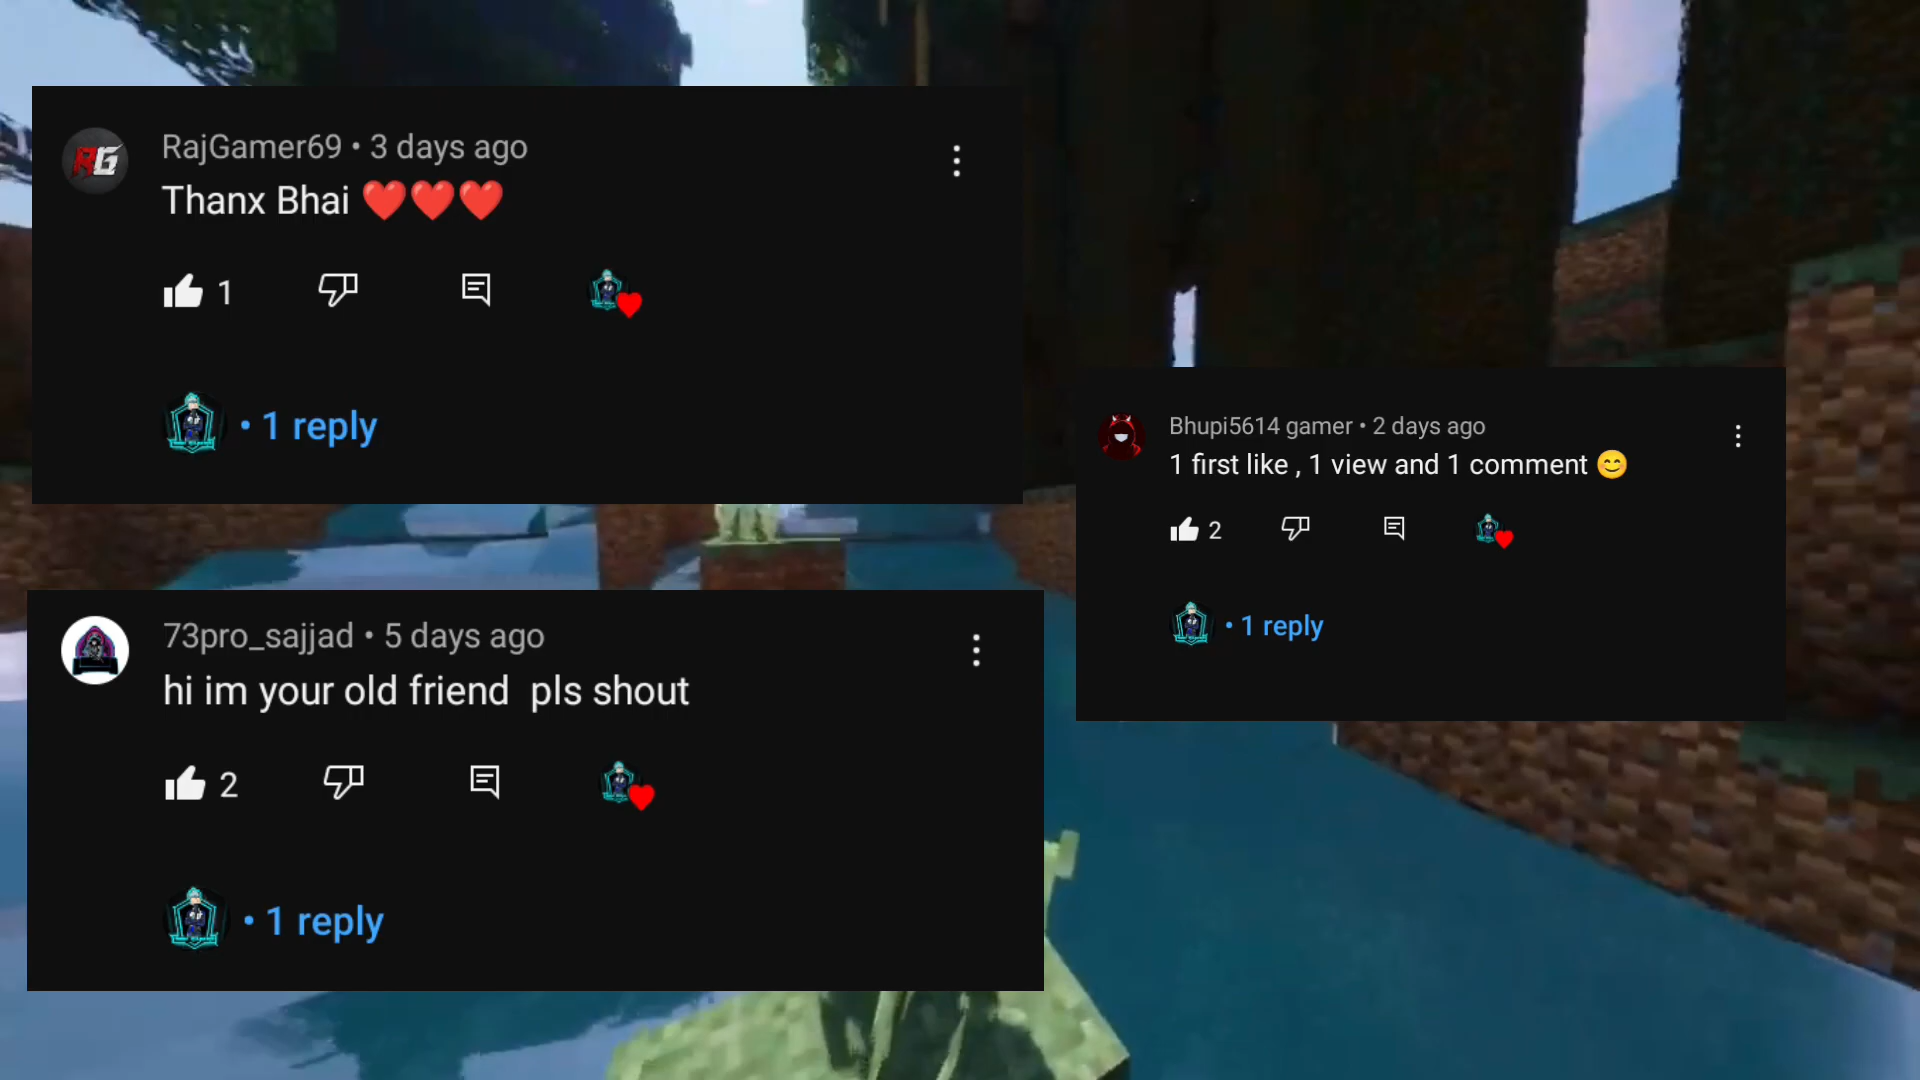 RG
RajGamer69 • 3 days ago
Thanx Bhai ❤️❤️❤️
1
• 1 reply
Bhupi5614 gamer • 2 days ago
1 first like , 1 view and 1 comment 😊
2
• 1 reply
73pro_sajjad • 5 days ago
hi im your old friend  pls shout
2
• 1 reply